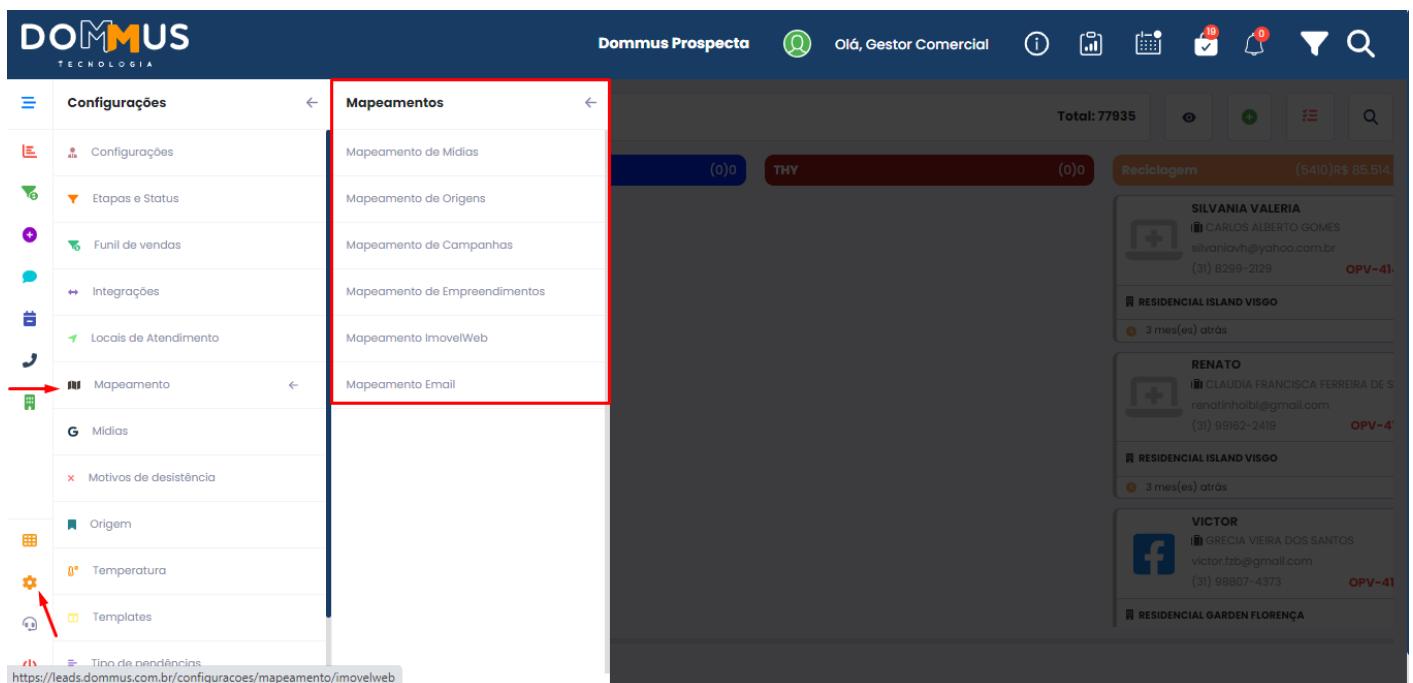 DOMMUS
TECNOLOGIA
Dommus Prospecta
Olá, Gestor Comercial
19
0
Configurações
Configurações
Etapas e Status
Funil de vendas
Integrações
Locais de Atendimento
Mapeamento
Mídias
Motivos de desistência
Origem
Temperatura
Templates
Tipo de pendências
Mapeamentos
Mapeamento de Mídias
Mapeamento de Origens
Mapeamento de Campanhas
Mapeamento de Empreendimentos
Mapeamento ImovelWeb
Mapeamento Email
Total: 77935
(0)0
THY (0)0
Reciclagem (5410)R$ 85.514.
SILVANIA VALERIA
CARLOS ALBERTO GOMES
silvaniavh@yahoo.com.br
(31) 8299-2129 OPV-41
RESIDENCIAL ISLAND VISGO
3 mes(es) atrás
RENATO
CLAUDIA FRANCISCA FERREIRA DE S
renatinholbl@gmail.com
(31) 99162-2419 OPV-4
RESIDENCIAL ISLAND VISGO
3 mes(es) atrás
VICTOR
GRECIA VIEIRA DOS SANTOS
victor.fzb@gmail.com
(31) 98807-4373 OPV-41
RESIDENCIAL GARDEN FLORENÇA
https://leads.dommus.com.br/configuracoes/mapeamento/imovelweb